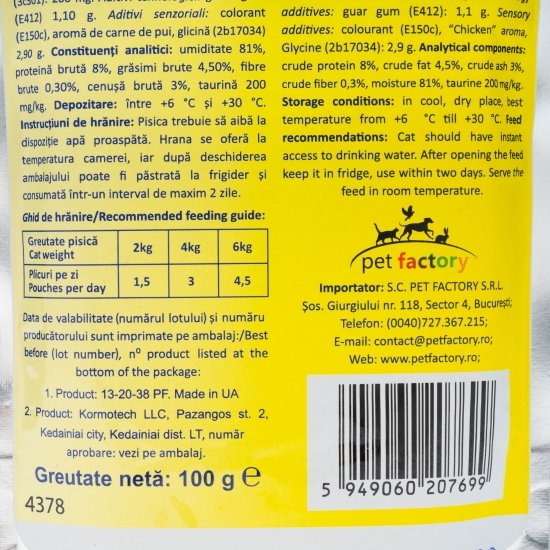 (E412) 1,10 g. Aditivi senzoriali: colorant
(E150c), aromă de carne de pui, glicină (2b17034)
2,90 g. Constituenți analitici: umiditate 81%,
proteină brută 8%, grăsimi brute 4,50%, fibre
brute 0,30%, cenușă brută 3%, taurină 200
mg/kg. Depozitare: între +6 °C și +30 °C.
Instrucțiuni de hrănire: Pisica trebuie să aibă la
dispoziție apă proaspătă. Hrana se oferă la
temperatura camerei, iar după deschiderea
ambalajului poate fi păstrată la frigider și
consumată într-un interval de maxim 2 zile.
Ghid de hrănire/Recommended feeding guide:
Greutate pisică
Cat weight
2kg
4kg
6kg
Plicuri pe zi
Pouches per day
1,5
3
4,5
Data de valabilitate (numărul lotului) și numărul
producătorului sunt imprimate pe ambalaj:/Best
before (lot number), nº product listed at the
bottom of the package:
1. Product: 13-20-38 PF. Made in UA
2. Product: Kormotech LLC, Pazangos st. 2,
Kedainiai city, Kedainiai dist. LT, număr
aprobare: vezi pe ambalaj.
Greutate netă: 100 g ℮
4378
additives: guar gum (E412): 1,1 g. Sensory
additives: colourant (E150c), "Chicken" aroma,
Glycine (2b17034): 2,9 g. Analytical components:
crude protein 8%, crude fat 4,5%, crude ash 3%,
crude fiber 0,3%, moisture 81%, taurine 200 mg/kg.
Storage conditions: in cool, dry place, best
temperature from +6 °C till +30 °C. Feed
recommendations: Cat should have instant
access to drinking water. After opening the feed
keep it in fridge, use within two days. Serve the
feed in room temperature.
pet factory
Importator: S.C. PET FACTORY S.R.L.
Șos. Giurgiului nr. 118, Sector 4, București;
Telefon: (0040)727.367.215;
E-mail: contact@petfactory.ro;
Web: www.petfactory.ro;
5 949060 207699